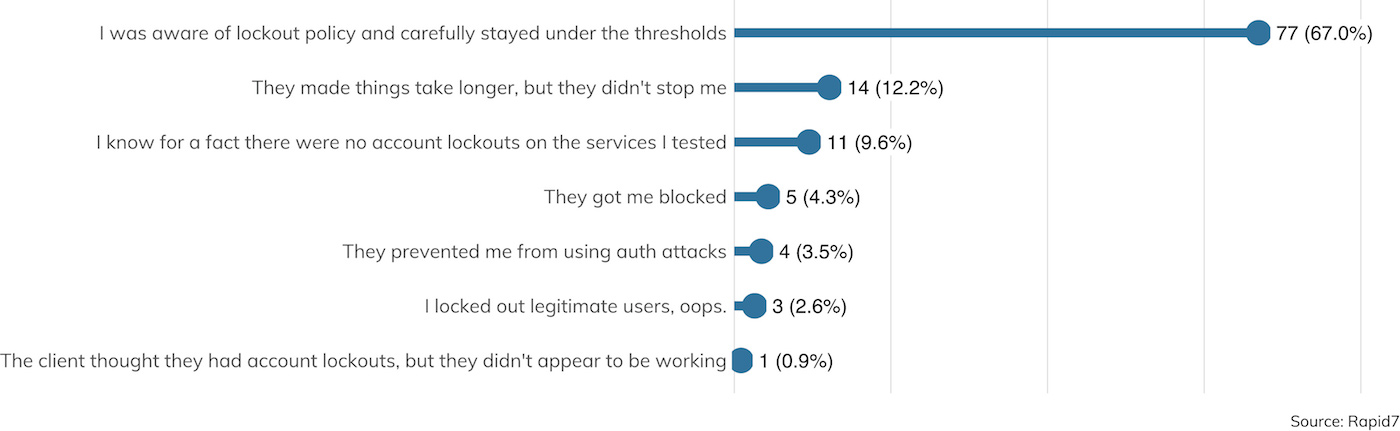 I was aware of lockout policy and carefully stayed under the thresholds 77 (67.0%)
They made things take longer, but they didn't stop me 14 (12.2%)
I know for a fact there were no account lockouts on the services I tested 11 (9.6%)
They got me blocked 5 (4.3%)
They prevented me from using auth attacks 4 (3.5%)
I locked out legitimate users, oops. 3 (2.6%)
The client thought they had account lockouts, but they didn't appear to be working 1 (0.9%)
Source: Rapid7